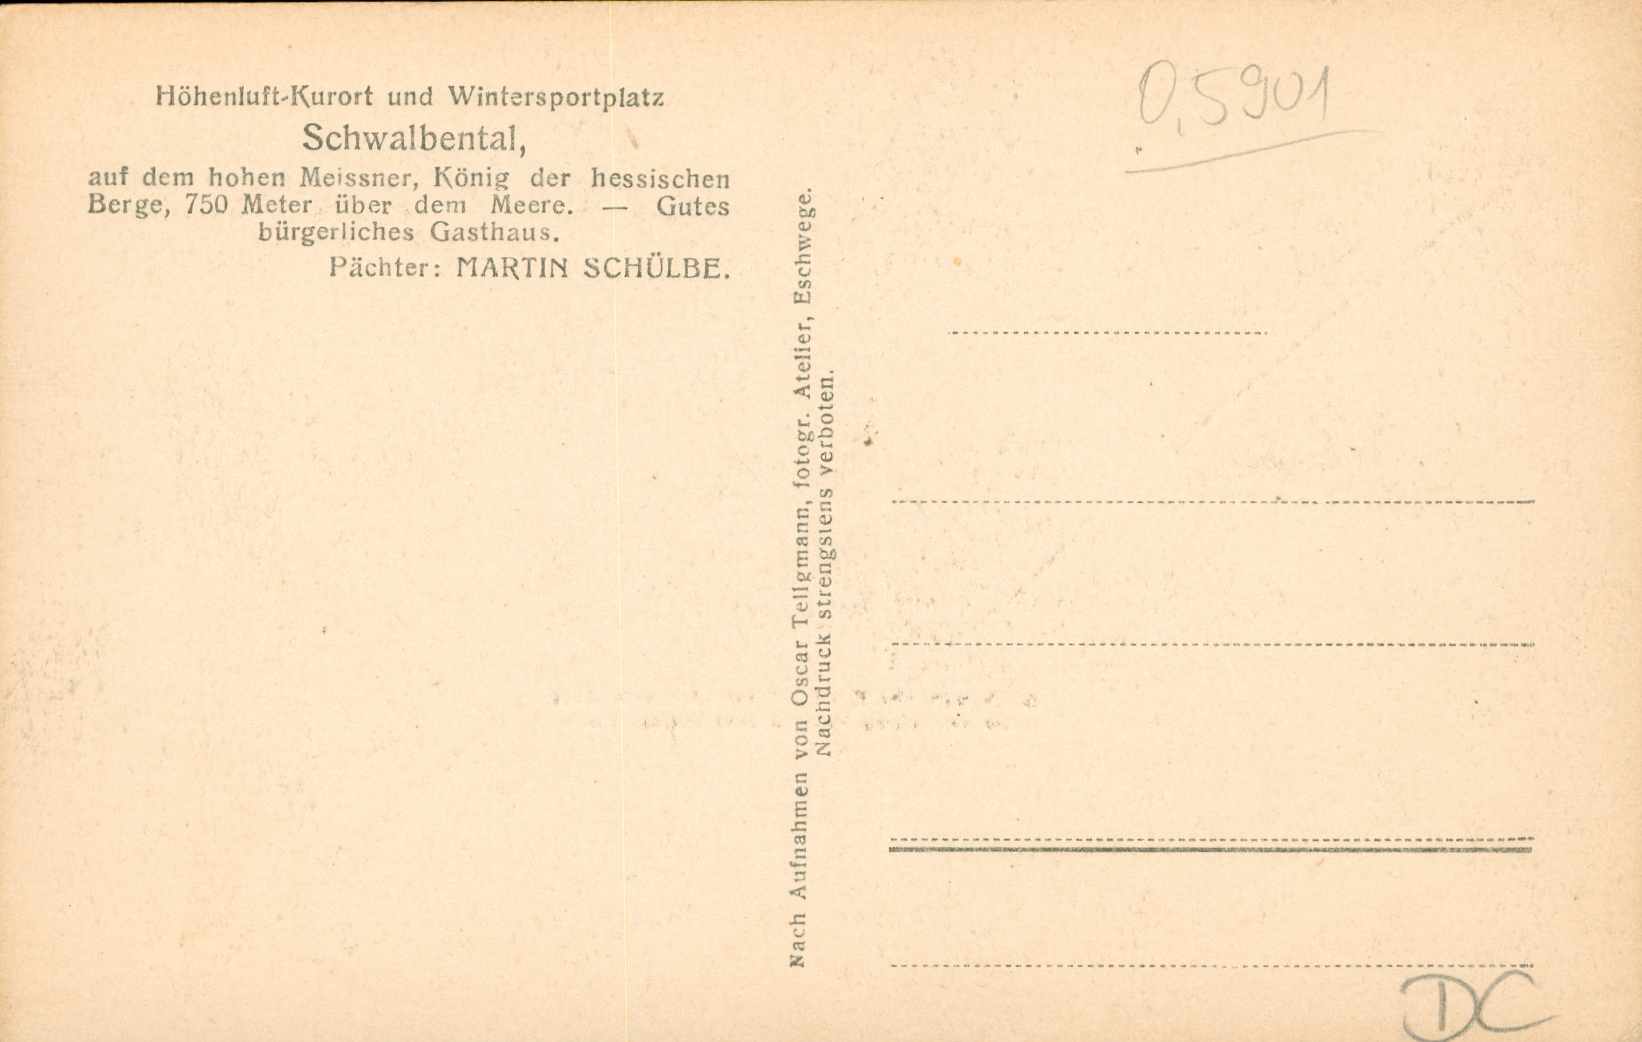 Höhenluft-Kurort und Wintersportplatz
Schwalbental,
auf dem hohen Meissner, König der hessischen
Berge, 750 Meter über dem Meere. — Gutes
bürgerliches Gasthaus.
Pächter: MARTIN SCHÜLBE.
Nach Aufnahmen von Oscar Tellgmann, fotogr. Atelier, Eschwege.
Nachdruck strengstens verboten.
0,5901
DC